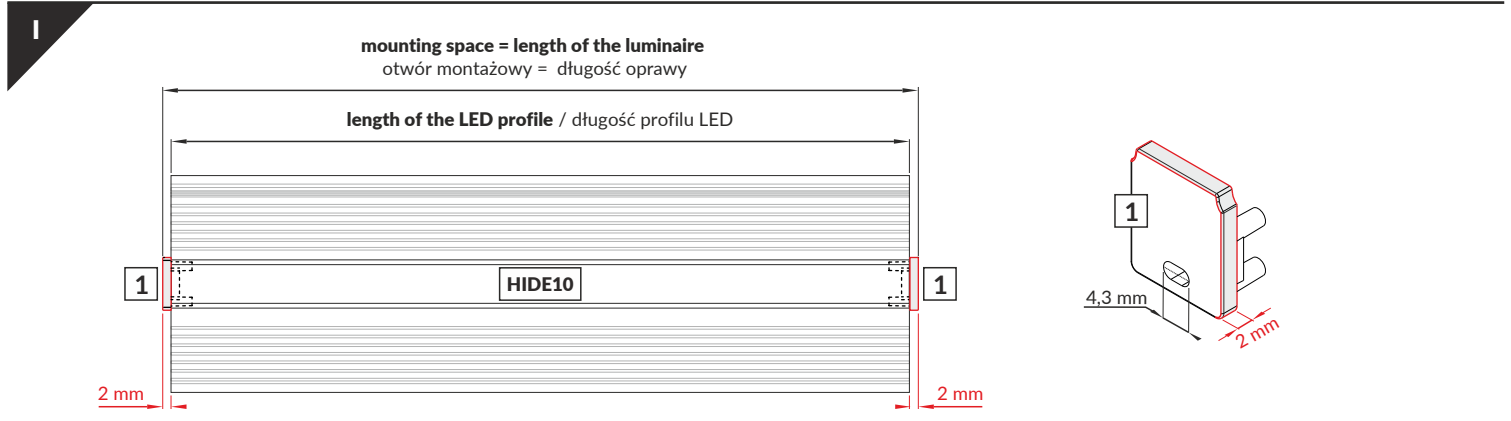 I
mounting space = length of the luminaire
otwór montażowy = długość oprawy
length of the LED profile / długość profilu LED
1
HIDE10
1
2 mm
2 mm
1
4,3 mm
2 mm